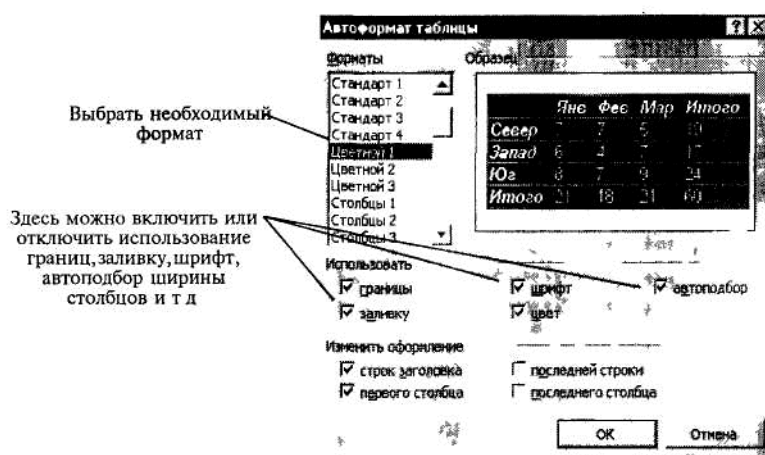 Автоформат таблицы
Форматы
Образец
Стандарт 1
Стандарт 2
Стандарт 3
Стандарт 4
Цветной 1
Цветной 2
Цветной 3
Столбцы 1
Столбцы 2
Столбцы 3
Янв Фев Мар Итого
Север 7 7 5 19
Запад 6 4 7 17
Юг 8 7 9 24
Итого 21 18 21 60
Выбрать необходимый
формат
Здесь можно включить или
отключить использование
границ, заливку, шрифт,
автоподбор ширины
столбцов и т д
Использовать
границы
шрифт
автоподбор
заливку
цвет
Изменить оформление
строк заголовка
последней строки
первого столбца
последнего столбца
ОК
Отмена